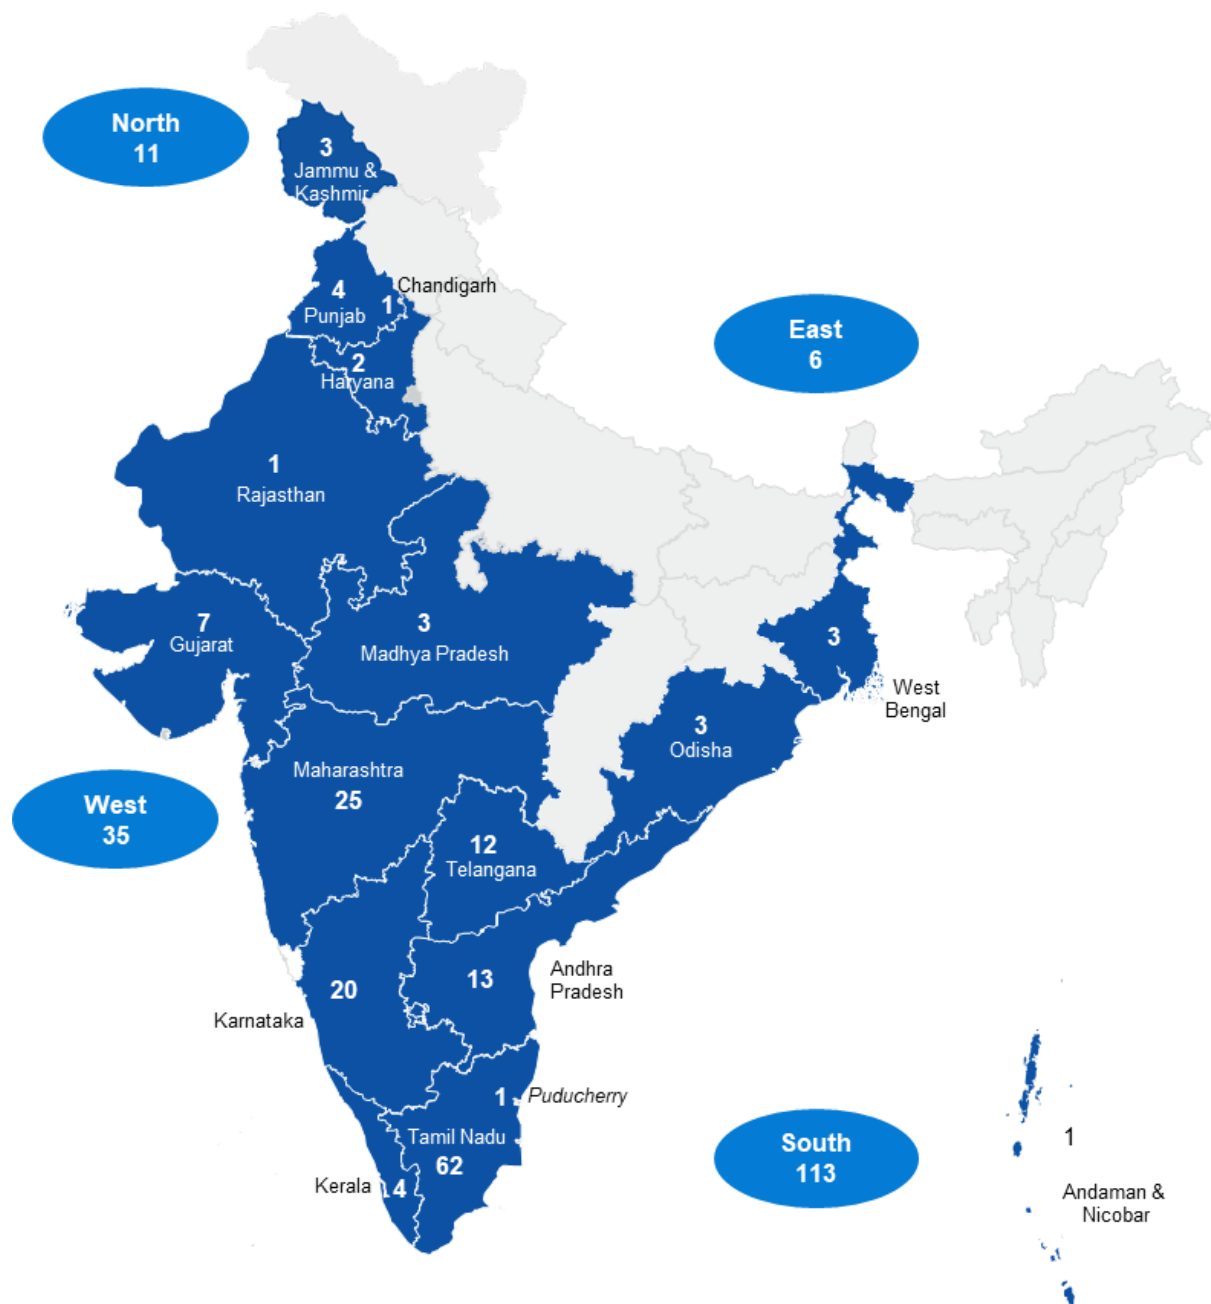 North
11
3
Jammu &
Kashmir
Chandigarh
4
1
Punjab
2
Haryana
East
6
1
Rajasthan
7
Gujarat
3
Madhya Pradesh
3
West
Bengal
3
Odisha
Maharashtra
25
West
35
12
Telangana
Andhra
Pradesh
13
20
Karnataka
1
Puducherry
Tamil Nadu
62
Kerala
4
South
113
1
Andaman &
Nicobar